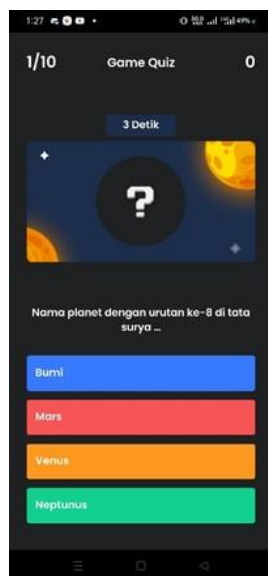 1:27
49%
1/10 Game Quiz 0
3 Detik
?
Nama planet dengan urutan ke-8 di tata
surya ...
Bumi
Mars
Venus
Neptunus